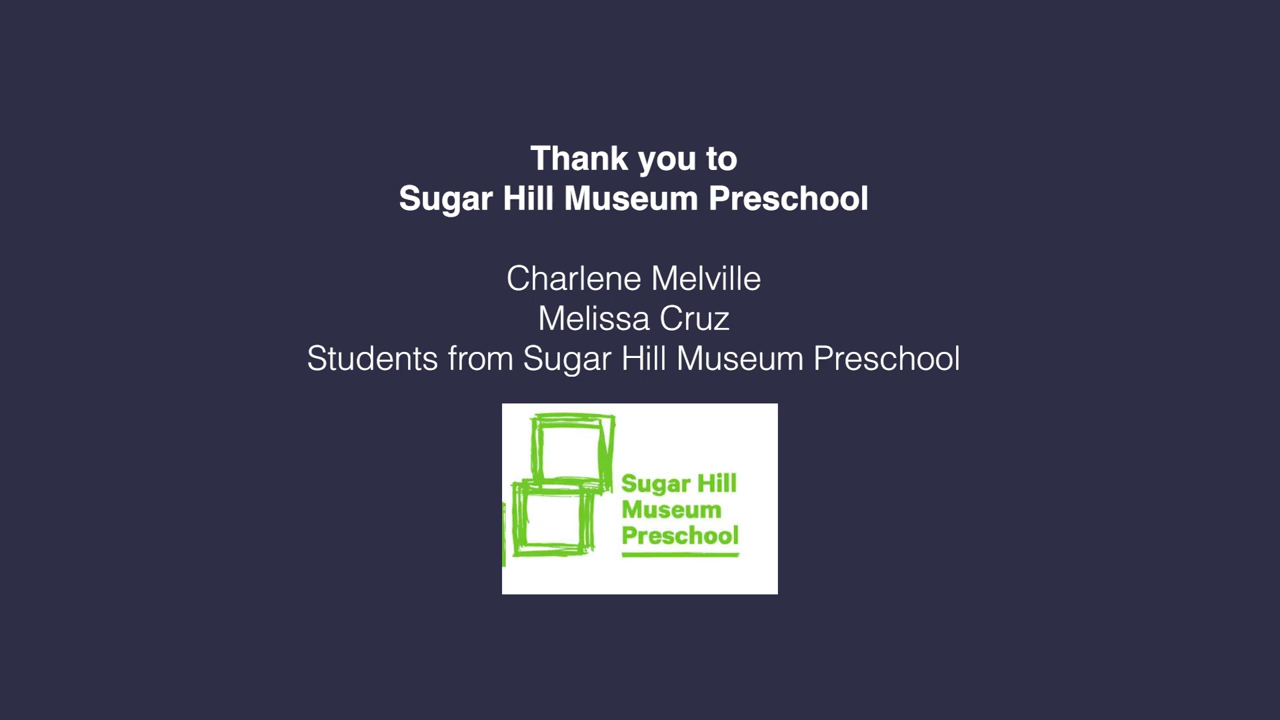 Thank you to
Sugar Hill Museum Preschool
Charlene Melville
Melissa Cruz
Students from Sugar Hill Museum Preschool
Sugar Hill
Museum
Preschool